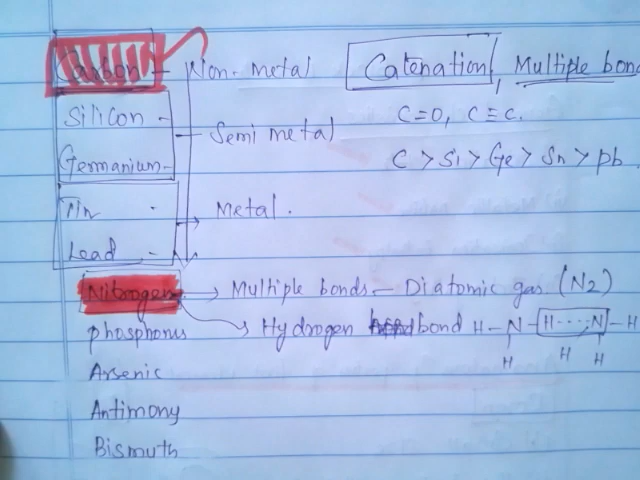 Carbon - Non-metal Catenation, Multiple bond
Silicon - C=O, C≡C.
Semi metal
Germanium - C > Si > Ge > Sn > Pb
Tin - Metal.
Lead -
Nitrogen → Multiple bonds - Diatomic gas (N2)
phosphorus → Hydrogen bond H-N-H····N-H
H H H
Arsenic
Antimony
Bismuth